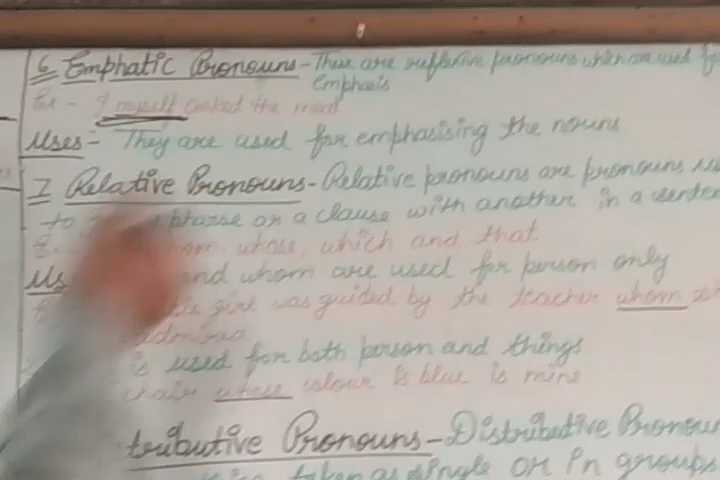 6 Emphatic Pronouns - These are reflexive pronouns which are used
Emphasis
Ex - I myself cooked the meal
Uses - They are used for emphasising the nouns
7 Relative Pronouns - Relative pronouns are pronouns
to phrase or a clause with another in a
whose, which and that
and whom are used for person only
girl was guided by the teacher whom
admired
is used for both person and things
whose colour is blue is mine
tributive Pronouns - Distributive Pronou
taken as single or in groups